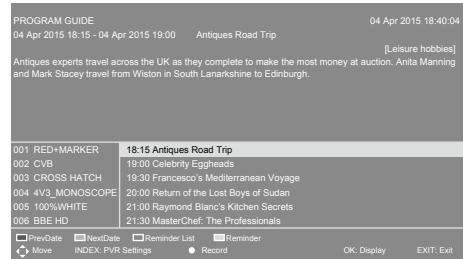 PROGRAM GUIDE 04 Apr 2015 18:40:04
04 Apr 2015 18:15 - 04 Apr 2015 19:00 Antiques Road Trip
[Leisure hobbies]
Antiques experts travel across the UK as they complete to make the most money at auction. Anita Manning
and Mark Stacey travel from Wiston in South Lanarkshire to Edinburgh.
001 RED+MARKER 18:15 Antiques Road Trip
002 CVB 19:00 Celebrity Eggheads
003 CROSS HATCH 19:30 Francesco's Mediterranean Voyage
004 4V3_MONOSCOPE 20:00 Return of the Lost Boys of Sudan
005 100%WHITE 21:00 Raymond Blanc's Kitchen Secrets
006 BBE HD 21:30 MasterChef: The Professionals
PrevDate NextDate Reminder List Reminder
Move INDEX: PVR Settings Record OK: Display EXIT: Exit